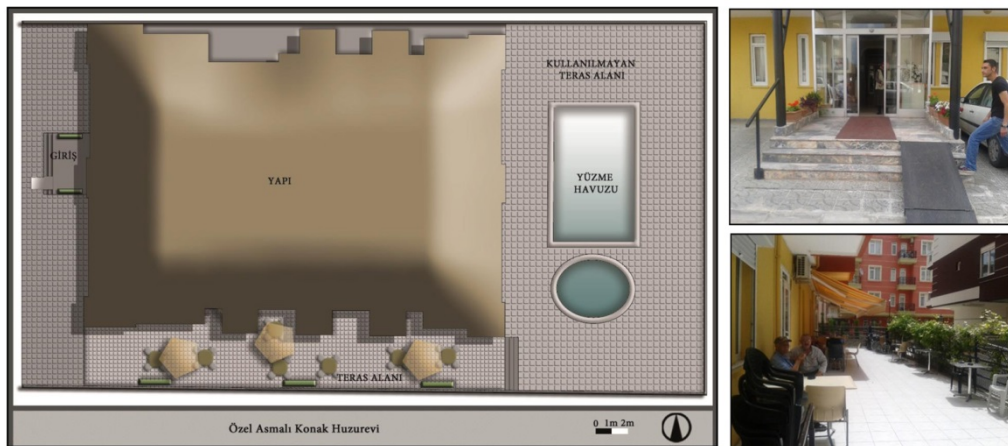 KULLANILMAYAN
TERAS ALANI
GİRİŞ
YAPI
YÜZME
HAVUZU
TERAS ALANI
Özel Asmalı Konak Huzurevi
0 1m 2m